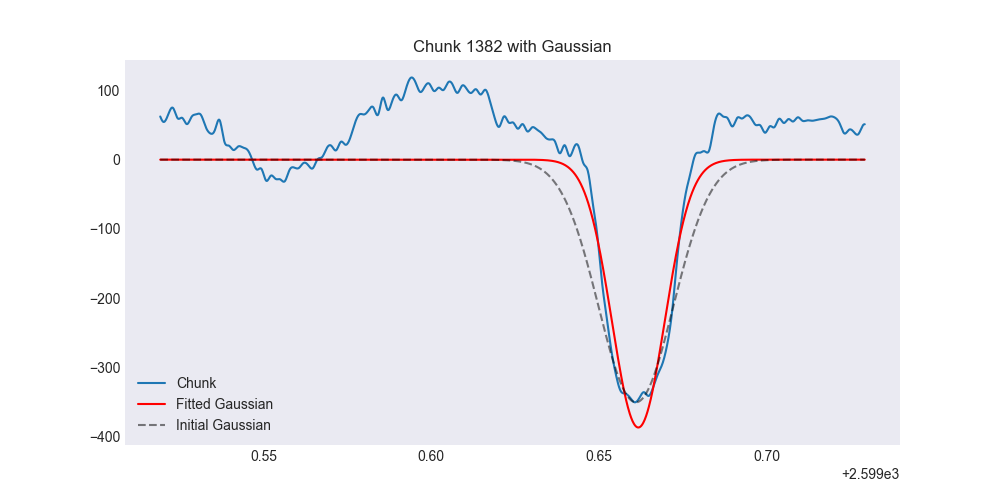 Chunk 1382 with Gaussian
100
0
−100
−200
−300
−400
Chunk
Fitted Gaussian
Initial Gaussian
0.55
0.60
0.65
0.70
+2.599e3